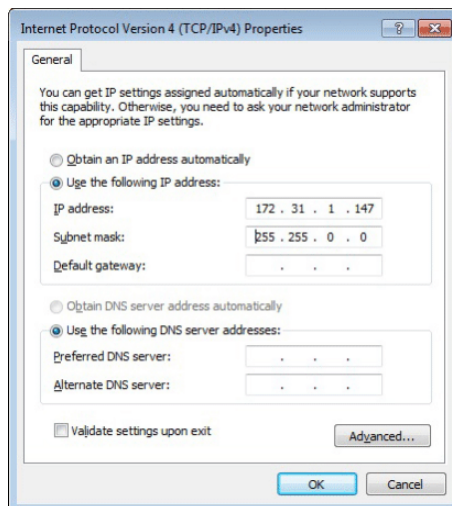 Internet Protocol Version 4 (TCP/IPv4) Properties
General
You can get IP settings assigned automatically if your network supports
this capability. Otherwise, you need to ask your network administrator
for the appropriate IP settings.
Obtain an IP address automatically
Use the following IP address:
IP address: 172 . 31 . 1 . 147
Subnet mask: 255 . 255 . 0 . 0
Default gateway: . . .
Obtain DNS server address automatically
Use the following DNS server addresses:
Preferred DNS server: . . .
Alternate DNS server: . . .
Validate settings upon exit
Advanced...
OK Cancel